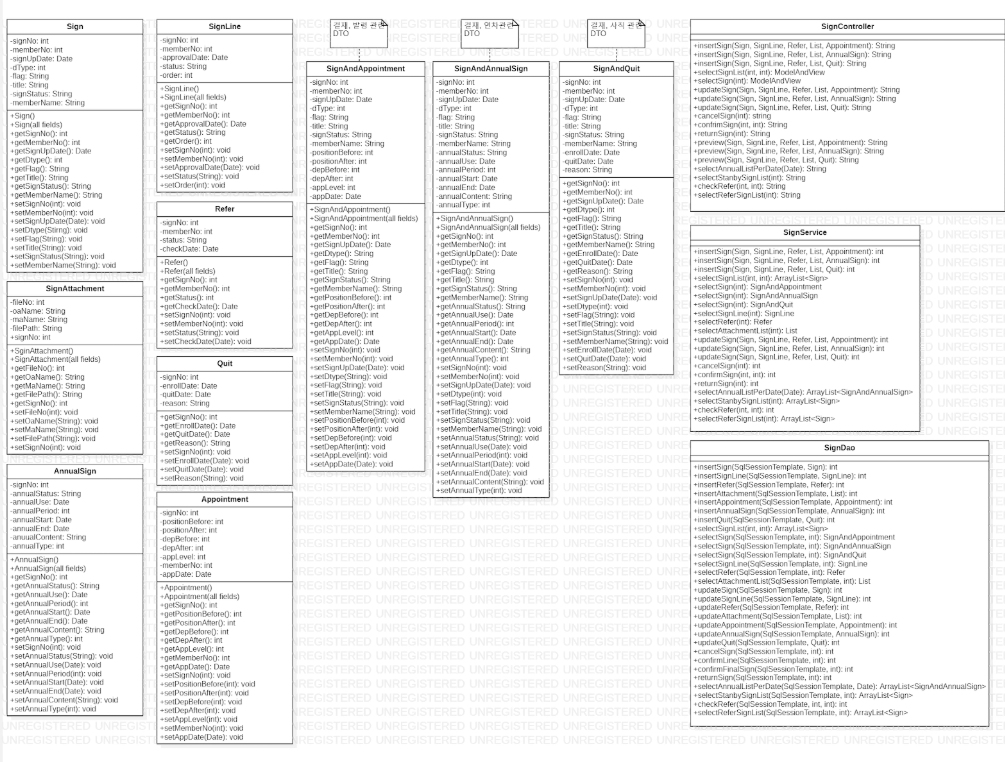 Sign
-signNo: int
-memberNo: int
-signUpDate: Date
-dType: int
-flag: String
-title: String
-signStatus: String
-memberName: String
+Sign()
+Sign(all fields)
+getSignNo(): int
+getMemberNo(): int
+getSignUpDate(): Date
+getDtype(): int
+getFlag(): String
+getTitle(): String
+getSignStatus(): String
+getMemberName(): String
+setSignNo(int): void
+setMemberNo(int): void
+setSignUpDate(Date): void
+setDtype(String): void
+setFlag(String): void
+setTitle(String): void
+setSignStatus(String): void
+setMemberName(String): void
SignAttachment
-fileNo: int
-oaName: String
-maName: String
-filePath: String
+signNo: int
+SginAttachment()
+SignAttachment(all fields)
+getFileNo(): int
+getOaName(): String
+getMaName(): String
+getFilePath(): String
+getSignNo(): int
+setFileNo(int): void
+setOaName(String): void
+setMaName(String): void
+setFilePath(String): void
+setSignNo(int): void
AnnualSign
-signNo: int
-annualStatus: String
-annualUse: Date
-annualPeriod: int
-annualStart: Date
-annualEnd: Date
-anuualContent: String
-annualType: int
+AnnualSign()
+AnnualSign(all fields)
+getSignNo(): int
+getAnnualStatus(): String
+getAnnualUse(): Date
+getAnnualPeriod(): int
+getAnnualStart(): Date
+getAnnualEnd(): Date
+getAnnualContent(): String
+getAnnualType(): int
+setSignNo(int): void
+setAnnualStatus(String): void
+setAnnualUse(Date): void
+setAnnualPeriod(int): void
+setAnnualStart(Date): void
+setAnnualEnd(Date): void
+setAnnualContent(String): void
+setAnnualType(int): void
SignLine
-signNo: int
-memberNo: int
-approvalDate: Date
-status: String
-order: int
+SignLine()
+SignLine(all fields)
+getSignNo(): int
+getMemberNo(): int
+getApprovalDate(): Date
+getStatus(): String
+getOrder(): int
+setSignNo(int): void
+setMemberNo(int): void
+setApprovalDate(Date): void
+setStatus(String): void
+setOrder(int): void
Refer
-signNo: int
-memberNo: int
-status: String
-checkDate: Date
+Refer()
+Refer(all fields)
+getSignNo(): int
+getMemberNo(): int
+getStatus(): int
+getCheckDate(): Date
+setSignNo(int): void
+setMemberNo(int): void
+setStatus(String): void
+setCheckDate(Date): void
Quit
-signNo: int
-enrollDate: Date
-quitDate: Date
-reason: String
+getSignNo(): int
+getEnrollDate(): Date
+getQuitDate(): Date
+getReason(): String
+setSignNo(int): void
+setEnrollDate(Date): void
+setQuitDate(Date): void
+setReason(String): void
Appointment
-signNo: int
-positionBefore: int
-positionAfter: int
-depBefore: int
-depAfter: int
-appLevel: int
-memberNo: int
-appDate: Date
+Appointment()
+Appointment(all fields)
+getSignNo(): int
+getPositionBefore(): int
+getPositionAfter(): int
+getDepBefore(): int
+getDepAfter(): int
+getAppLevel(): int
+getMemberNo(): int
+getAppDate(): Date
+setSignNo(int): void
+setPositionBefore(int): void
+setPositionAfter(int): void
+setDepBefore(int): void
+setDepAfter(int): void
+setAppLevel(int): void
+setMemberNo(int): void
+setAppDate(Date): void
결재, 발령 관련
DTO
SignAndAppointment
-signNo: int
-memberNo: int
-signUpDate: Date
-dType: int
-flag: String
-title: String
-signStatus: String
-memberName: String
-positionBefore: int
-positionAfter: int
-depBefore: int
-depAfter: int
-appLevel: int
-appDate: Date
+SignAndAppointment()
+SignAndAppointment(all fields)
+getSignNo(): int
+getMemberNo(): int
+getSignUpDate(): Date
+getDtype(): int
+getFlag(): String
+getTitle(): String
+getSignStatus(): String
+getMemberName(): String
+getPositionBefore(): int
+getPositionAfter(): int
+getDepBefore(): int
+getDepAfter(): int
+getAppLevel(): int
+getAppDate(): Date
+setSignNo(int): void
+setMemberNo(int): void
+setSignUpDate(Date): void
+setDtype(String): void
+setFlag(String): void
+setTitle(String): void
+setSignStatus(String): void
+setMemberName(String): void
+setPositionBefore(int): void
+setPositionAfter(int): void
+setDepBefore(int): void
+setDepAfter(int): void
+setAppLevel(int): void
+setAppDate(Date): void
결재, 연차관련
DTO
SignAndAnnualSign
-signNo: int
-memberNo: int
-signUpDate: Date
-dType: int
-flag: String
-title: String
-signStatus: String
-memberName: String
-annualStatus: String
-annualUse: Date
-annualPeriod: int
-annualStart: Date
-annualEnd: Date
-annualContent: String
-annualType: int
+SignAndAnnualSign()
+SignAndAnnualSign(all fields)
+getSignNo(): int
+getMemberNo(): int
+getSignUpDate(): Date
+getDtype(): int
+getFlag(): String
+getTitle(): String
+getSignStatus(): String
+getMemberName(): String
+getAnnualStatus(): String
+getAnnualUse(): Date
+getAnnualPeriod(): int
+getAnnualStart(): Date
+getAnnualEnd(): Date
+getAnnualContent(): String
+getAnnualType(): int
+setSignNo(int): void
+setMemberNo(int): void
+setSignUpDate(Date): void
+setDtype(int): void
+setFlag(String): void
+setTitle(String): void
+setSignStatus(String): void
+setMemberName(String): void
+setAnnualStatus(String): void
+setAnnualUse(Date): void
+setAnnualPeriod(int): void
+setAnnualStart(Date): void
+setAnnualEnd(Date): void
+setAnnualContent(String): void
+setAnnualType(int): void
결재, 사직 관련
DTO
SignAndQuit
-signNo: int
-memberNo: int
-signUpDate: Date
-dType: int
-flag: String
-title: String
-signStatus: String
-memberName: String
-enrollDate: Date
-quitDate: Date
-reason: String
+getSignNo(): int
+getMemberNo(): int
+getSignUpDate(): Date
+getDtype(): int
+getFlag(): String
+getTitle(): String
+getSignStatus(): String
+getMemberName(): String
+getEnrollDate(): Date
+getQuitDate(): Date
+getReason(): String
+setSignNo(int): void
+setMemberNo(int): void
+setSignUpDate(Date): void
+setDtype(int): void
+setFlag(String): void
+setTitle(String): void
+setSignStatus(String): void
+setMemberName(String): void
+setEnrollDate(Date): void
+setQuitDate(Date): void
+setReason(String): void
SignController
+insertSign(Sign, SignLine, Refer, List, Appointment): String
+insertSign(Sign, SignLine, Refer, List, AnnualSign): String
+insertSign(Sign, SignLine, Refer, List, Quit): String
+selectSignList(int, int): ModelAndView
+selectSign(int): ModelAndView
+updateSign(Sign, SignLine, Refer, List, Appointment): String
+updateSign(Sign, SignLine, Refer, List, AnnualSign): String
+updateSign(Sign, SignLine, Refer, List, Quit): String
+cancelSign(int): string
+confrimSign(int, int): String
+returnSign(int): String
+preview(Sign, SignLine, Refer, List, Appointment): String
+preview(Sign, SignLine, Refer, List, AnnualSign): String
+preview(Sign, SignLine, Refer, List, Quit): String
+selectAnnualListPerDate(Date): String
+selectStanbySignList(int): String
+checkRefer(int, int): String
+selectReferSignList(int): String
SignService
+insertSign(Sign, SignLine, Refer, List, Appointment): int
+insertSign(Sign, SignLine, Refer, List, AnnualSign): int
+insertSign(Sign, SignLine, Refer, List, Quit): int
+selectSignList(int, int): ArrayList<Sign>
+selectSign(int): SignAndAppointment
+selectSign(int): SignAndAnnualSign
+selectSign(int): SignAndQuit
+selectSignLine(int): SignLine
+selectRefer(int): Refer
+selectAttachmentList(int): List
+updateSign(Sign, SignLine, Refer, List, Appointment): int
+updateSign(Sign, SignLine, Refer, List, AnnualSign): int
+updateSign(Sign, SignLine, Refer, List, Quit): int
+cancelSign(int): int
+confirmSign(int, int): int
+returnSign(int): int
+selectAnnualListPerDate(Date): ArrayList<SignAndAnnualSign>
+selectStanbySignList(int): ArrayList<Sign>
+checkRefer(int, int): int
+selectReferSignList(int): ArrayList<Sign>
SignDao
+insertSign(SqlSessionTemplate, Sign): int
+insertSignLine(SqlSessionTemplate, SignLine): int
+insertRefer(SqlSessionTemplate, Refer): int
+insertAttachment(SqlSessionTemplate, List): int
+insertAppointment(SqlSessionTemplate, Appointment): int
+insertAnnualSign(SqlSessionTemplate, AnnualSign): int
+insertQuit(SqlSessionTemplate, Quit): int
+selectSignList(int, int): ArrayList<Sign>
+selectSign(SqlSessionTemplate, int): SignAndAppointment
+selectSign(SqlSessionTemplate, int): SignAndAnnualSign
+selectSign(SqlSessionTemplate, int): SignAndQuit
+selectSignLine(SqlSessionTemplate, int): SignLine
+selectRefer(SqlSessionTemplate, int): Refer
+selectAttachmentList(SqlSessionTemplate, int): List
+updateSign(SqlSessionTemplate, Sign): int
+updateSignLine(SqlSessionTemplate, SignLine): int
+updateRefer(SqlSessionTemplate, Refer): int
+updateAttachment(SqlSessionTemplate, List): int
+updateAppointment(SqlSessionTemplate, Appointment): int
+updateAnnualSign(SqlSessionTemplate, AnnualSign): int
+updateQuit(SqlSessionTemplate, Quit): int
+cancelSign(SqlSessionTemplate, int): int
+confirmLine(SqlSessionTemplate, int): int
+confirmFinalSign(SqlSessionTemplate, int): int
+returnSign(SqlSessionTemplate, int): int
+selectAnnualListPerDate(SqlSessionTemplate, Date): ArrayList<SignAndAnnualSign>
+selectStanbySignList(SqlSessionTemplate, int): ArrayList<Sign>
+checkRefer(SqlSessionTemplate, int, int): int
+selectReferSignList(SqlSessionTemplate, int): ArrayList<Sign>